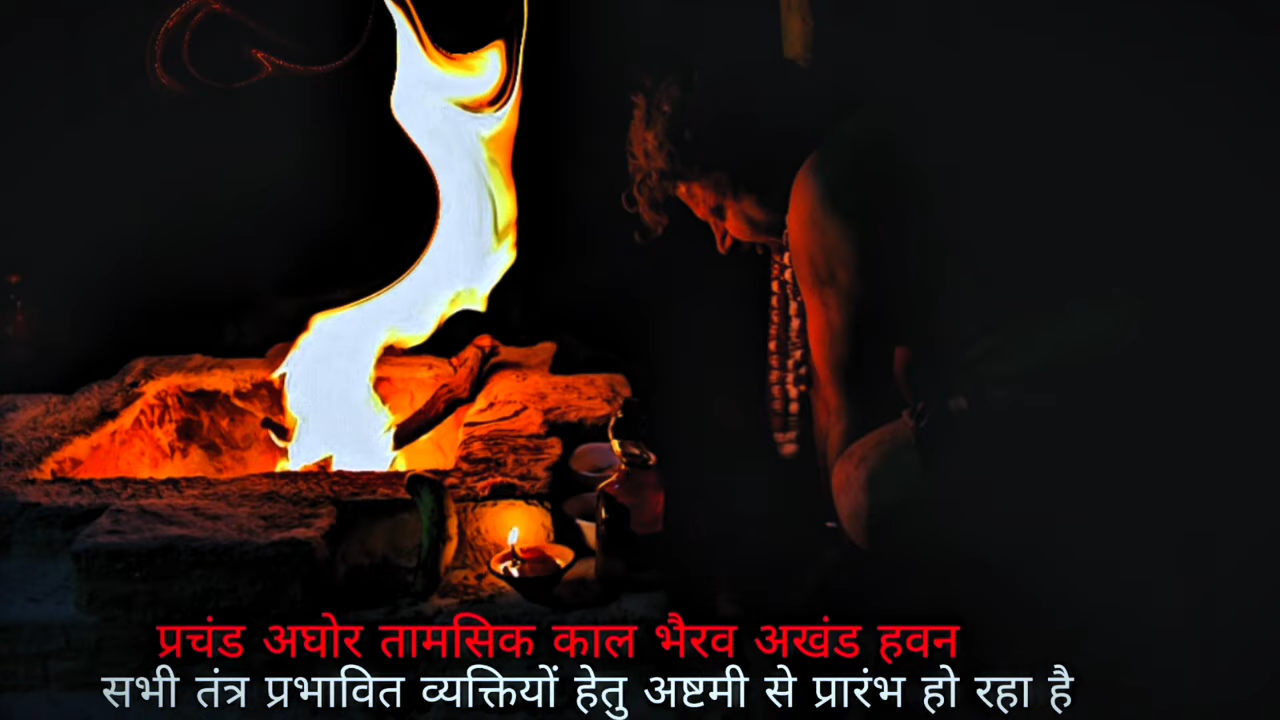 प्रचंड अघोर तामसिक काल भैरव अखंड हवन
सभी तंत्र प्रभावित व्यक्तियों हेतु अष्टमी से प्रारंभ हो रहा है